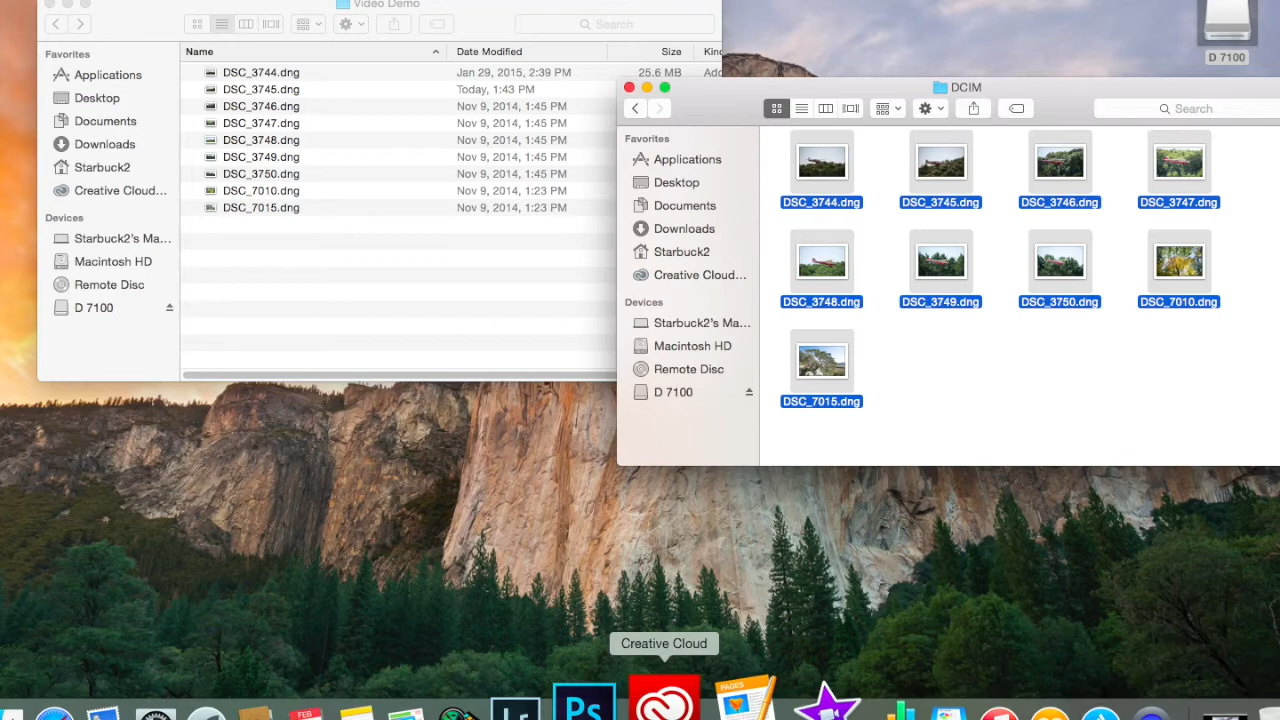 Video Demo
Search
Favorites
Applications
Desktop
Documents
Downloads
Starbuck2
Creative Cloud...
Devices
Starbuck2's Ma...
Macintosh HD
Remote Disc
D 7100
Name Date Modified Size
DSC_3744.dng Jan 29, 2015, 2:39 PM 25.6 MB
DSC_3745.dng Today, 1:43 PM
DSC_3746.dng Nov 9, 2014, 1:45 PM
DSC_3747.dng Nov 9, 2014, 1:45 PM
DSC_3748.dng Nov 9, 2014, 1:45 PM
DSC_3749.dng Nov 9, 2014, 1:45 PM
DSC_3750.dng Nov 9, 2014, 1:45 PM
DSC_7010.dng Nov 9, 2014, 1:23 PM
DSC_7015.dng Nov 9, 2014, 1:23 PM
D 7100
DCIM
Search
Favorites
Applications
Desktop
Documents
Downloads
Starbuck2
Creative Cloud...
Devices
Starbuck2's Ma...
Macintosh HD
Remote Disc
D 7100
DSC_3744.dng DSC_3745.dng DSC_3746.dng DSC_3747.dng
DSC_3748.dng DSC_3749.dng DSC_3750.dng DSC_7010.dng
DSC_7015.dng
Creative Cloud
FEB
Lr
Ps
PAGES